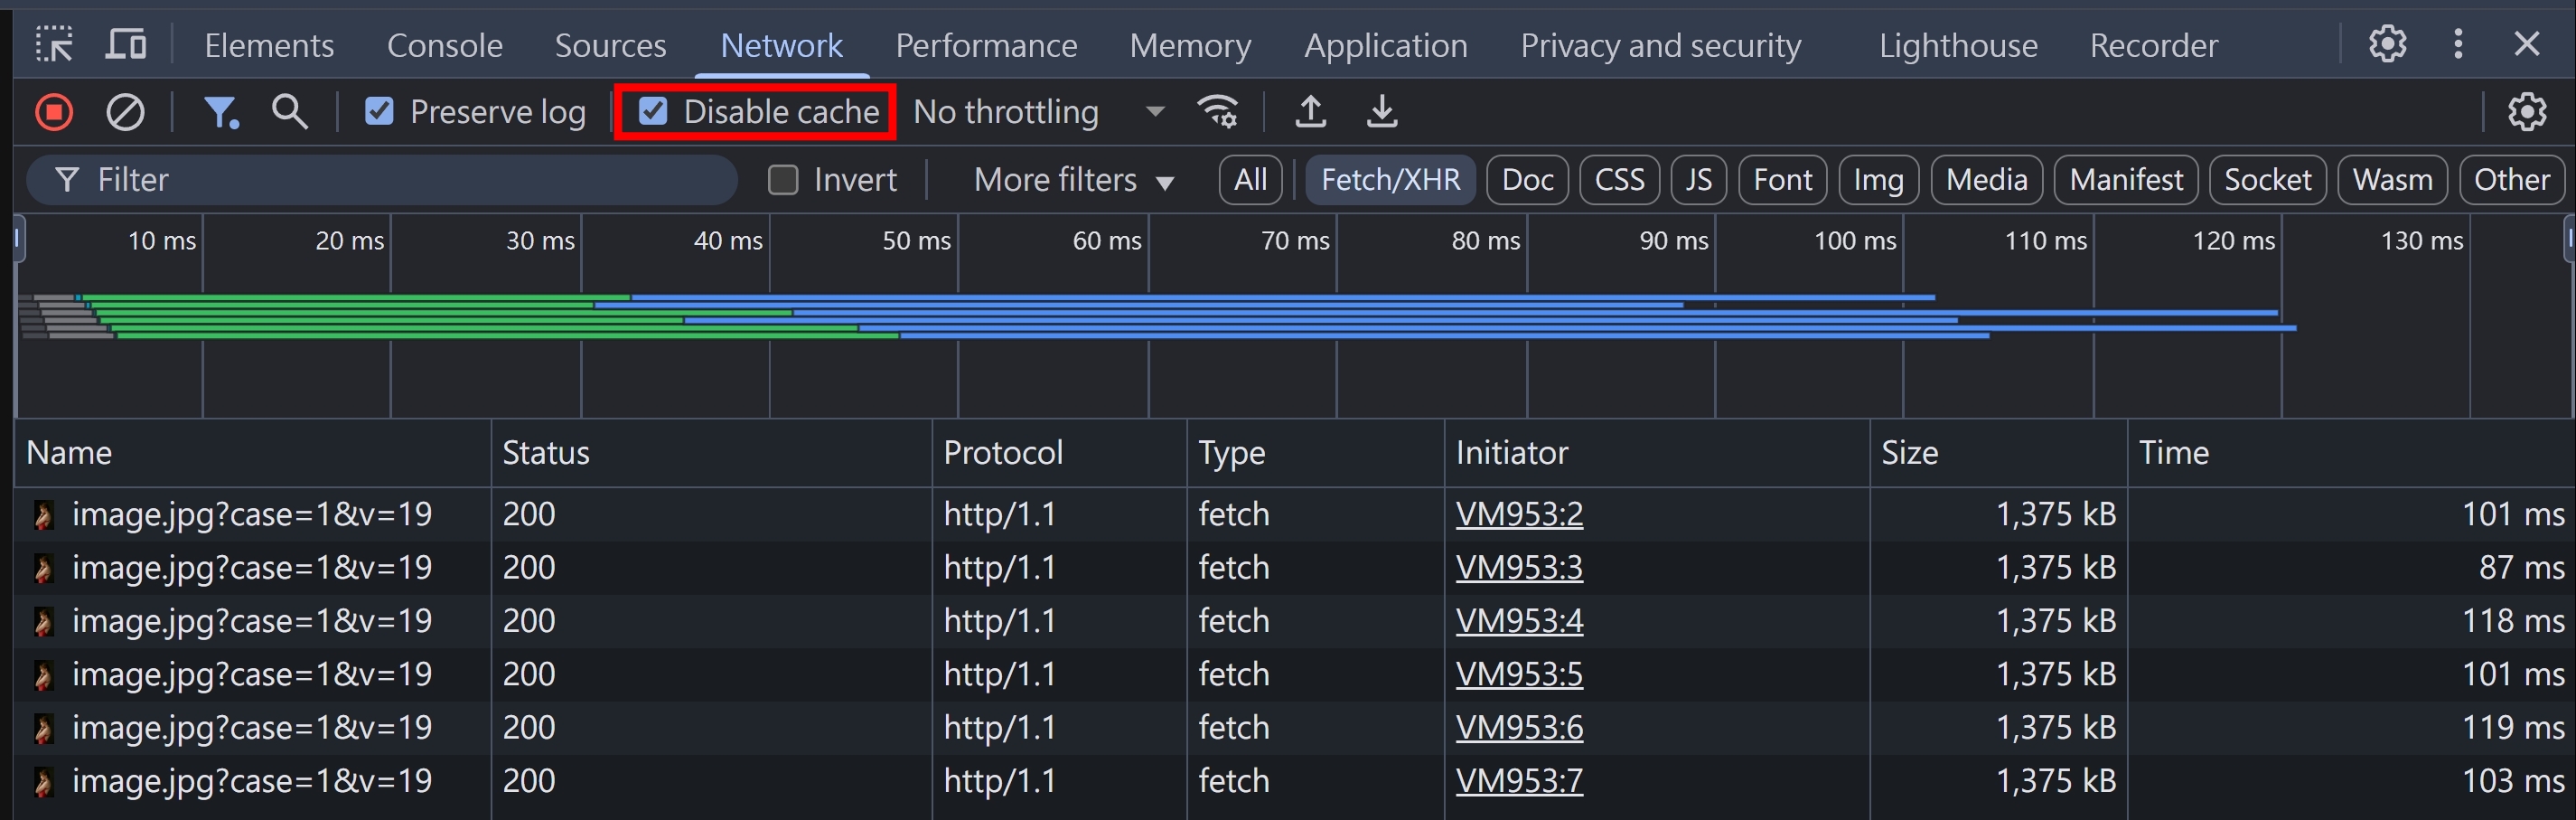 Elements Console Sources Network Performance Memory Application Privacy and security Lighthouse Recorder
Preserve log Disable cache No throttling
Filter Invert More filters All Fetch/XHR Doc CSS JS Font Img Media Manifest Socket Wasm Other
10 ms 20 ms 30 ms 40 ms 50 ms 60 ms 70 ms 80 ms 90 ms 100 ms 110 ms 120 ms 130 ms
Name Status Protocol Type Initiator Size Time
image.jpg?case=1&v=19 200 http/1.1 fetch VM953:2 1,375 kB 101 ms
image.jpg?case=1&v=19 200 http/1.1 fetch VM953:3 1,375 kB 87 ms
image.jpg?case=1&v=19 200 http/1.1 fetch VM953:4 1,375 kB 118 ms
image.jpg?case=1&v=19 200 http/1.1 fetch VM953:5 1,375 kB 101 ms
image.jpg?case=1&v=19 200 http/1.1 fetch VM953:6 1,375 kB 119 ms
image.jpg?case=1&v=19 200 http/1.1 fetch VM953:7 1,375 kB 103 ms